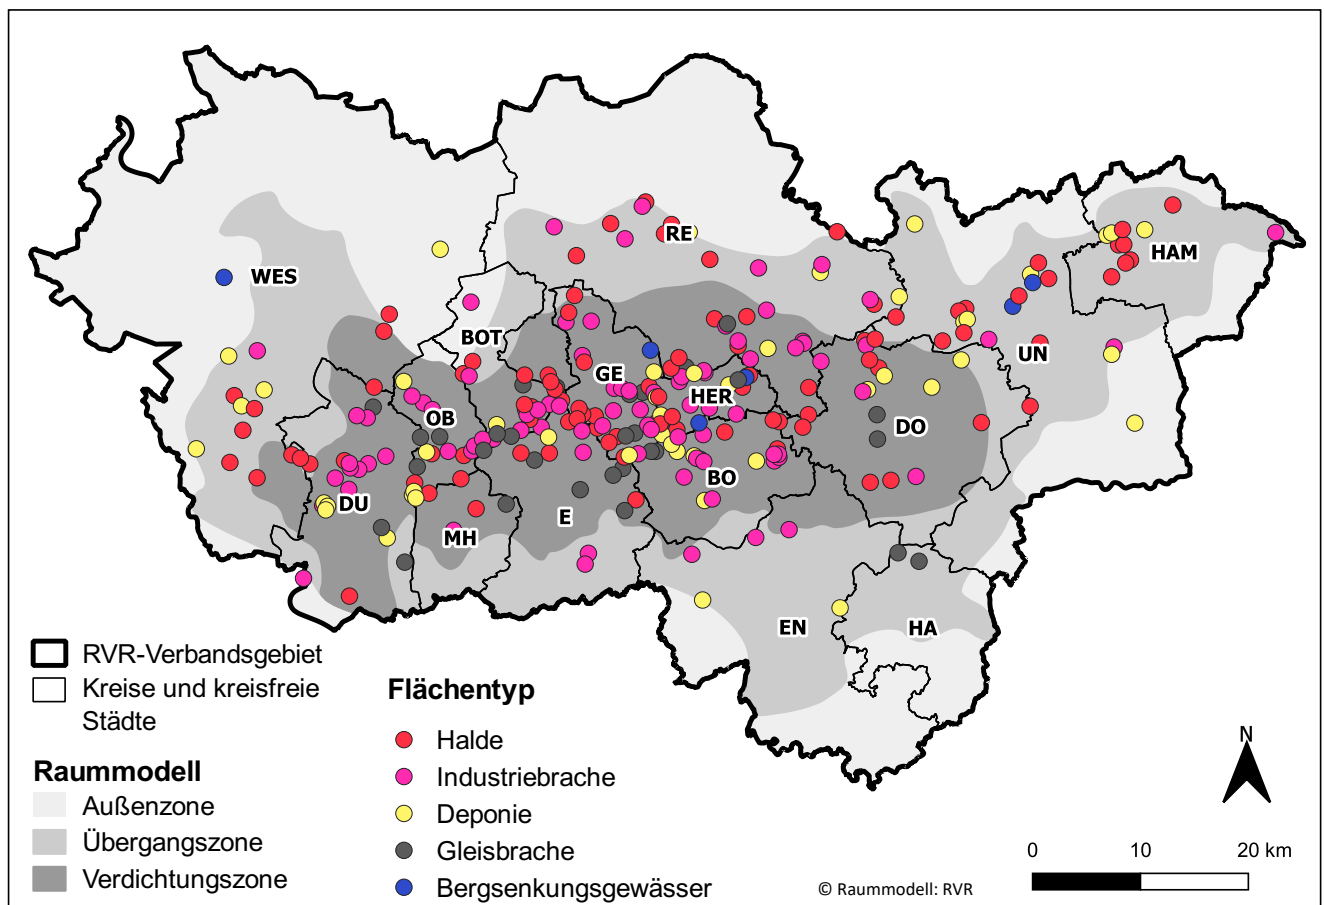 RE
HAM
WES
BOT
UN
GE
HER
OB
DO
BO
DU
E
MH
EN
HA
RVR-Verbandsgebiet
Kreise und kreisfreie
Städte
Raummodell
Außenzone
Übergangszone
Verdichtungszone
Flächentyp
Halde
Industriebrache
Deponie
Gleisbrache
Bergsenkungsgewässer
N
0 10 20 km
© Raummodell: RVR